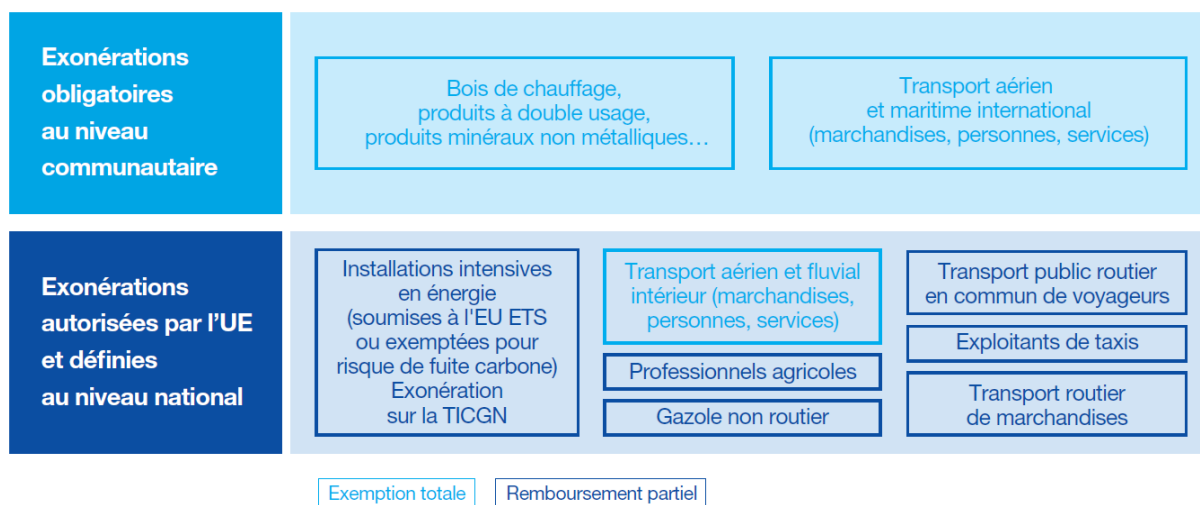 Exonérations
obligatoires
au niveau
communautaire
Bois de chauffage,
produits à double usage,
produits minéraux non métalliques…
Transport aérien
et maritime international
(marchandises, personnes, services)
Exonérations
autorisées par l’UE
et définies
au niveau national
Installations intensives
en énergie
(soumises à l'EU ETS
ou exemptées pour
risque de fuite carbone)
Exonération
sur la TICGN
Transport aérien et fluvial
intérieur (marchandises,
personnes, services)
Professionnels agricoles
Gazole non routier
Transport public routier
en commun de voyageurs
Exploitants de taxis
Transport routier
de marchandises
Exemption totale
Remboursement partiel